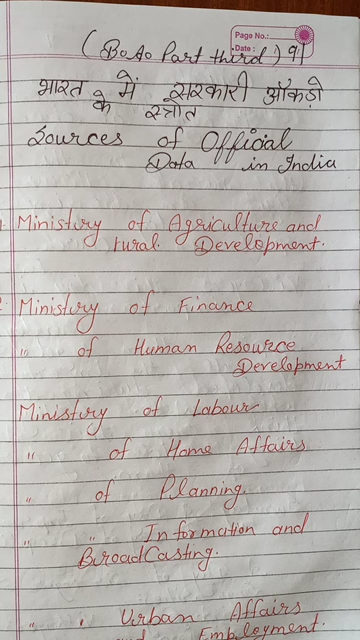 Page No.:
Date:
(B.A. Part third) 91
भारत में सरकारी आँकड़ो
के स्त्रोत
Sources of Official
Data in India
Ministry of Agriculture and
rural Development.
Ministry of Finance
" of Human Resource
Development
Ministry of Labour
" of Home Affairs
" of Planning.
" " Information and
BroadCasting.
" " Urban Affairs
and Employment.